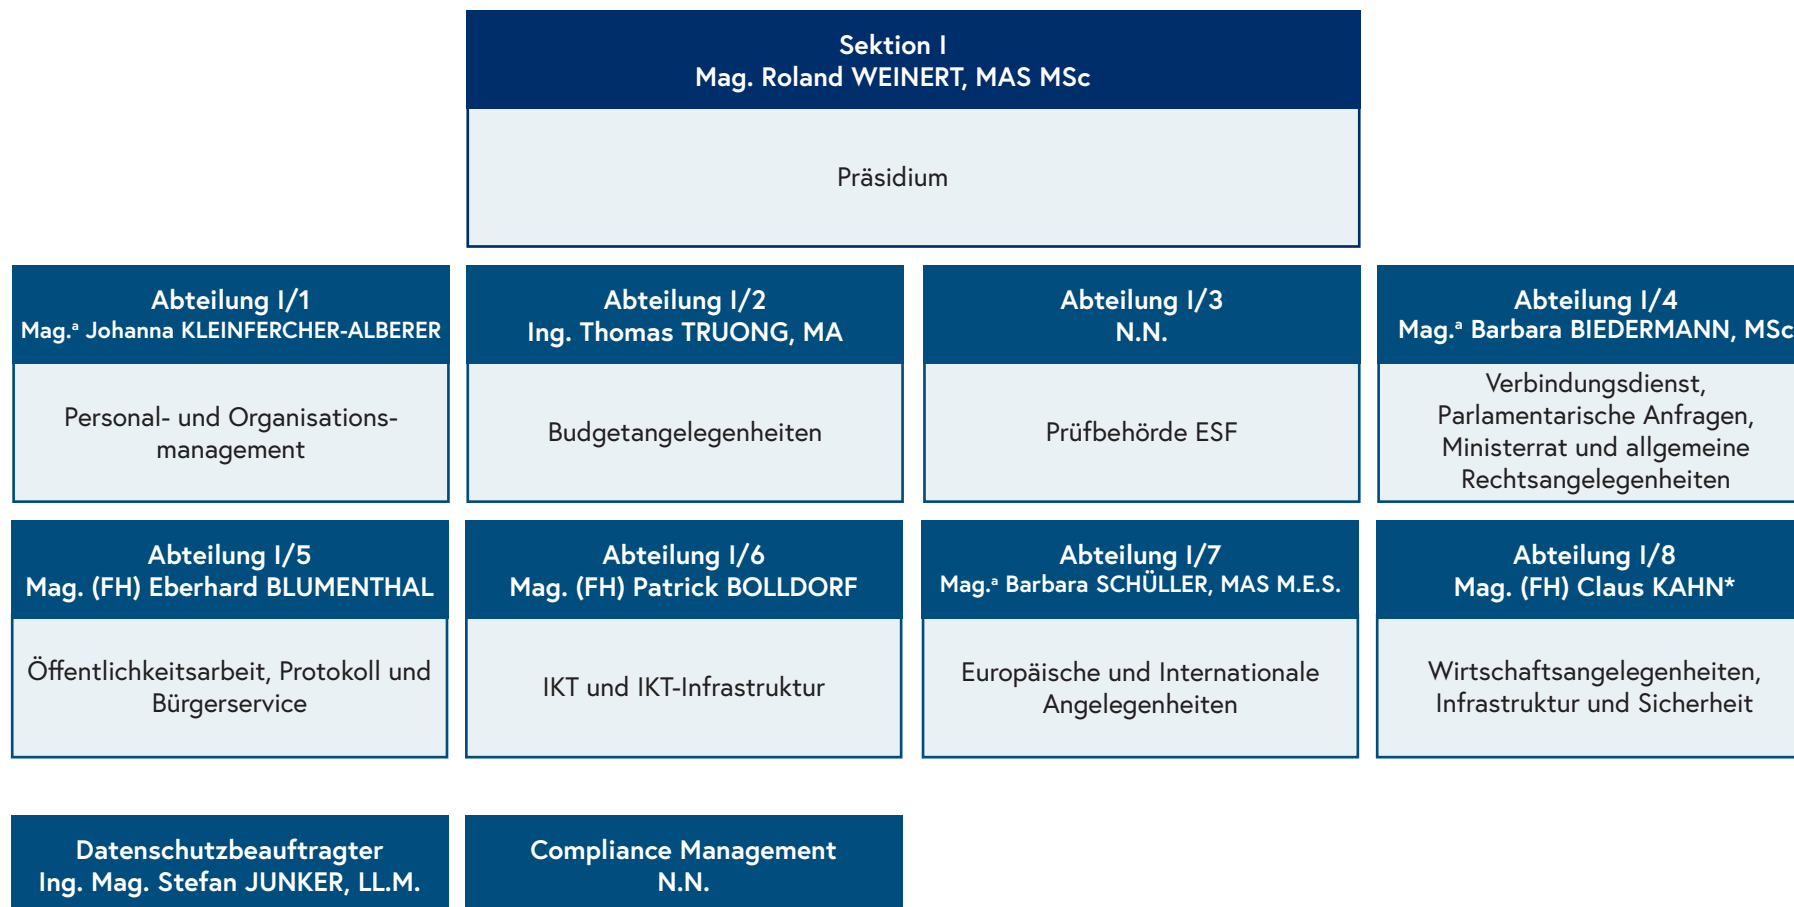 Sektion I
Mag. Roland WEINERT, MAS MSc
Präsidium
Abteilung I/1
Mag.ª Johanna KLEINFERCHER-ALBERER
Personal- und Organisations-
management
Abteilung I/2
Ing. Thomas TRUONG, MA
Budgetangelegenheiten
Abteilung I/3
N.N.
Prüfbehörde ESF
Abteilung I/4
Mag.ª Barbara BIEDERMANN, MSc
Verbindungsdienst,
Parlamentarische Anfragen,
Ministerrat und allgemeine
Rechtsangelegenheiten
Abteilung I/5
Mag. (FH) Eberhard BLUMENTHAL
Öffentlichkeitsarbeit, Protokoll und
Bürgerservice
Abteilung I/6
Mag. (FH) Patrick BOLLDORF
IKT und IKT-Infrastruktur
Abteilung I/7
Mag.ª Barbara SCHÜLLER, MAS M.E.S.
Europäische und Internationale
Angelegenheiten
Abteilung I/8
Mag. (FH) Claus KAHN*
Wirtschaftsangelegenheiten,
Infrastruktur und Sicherheit
Datenschutzbeauftragter
Ing. Mag. Stefan JUNKER, LL.M.
Compliance Management
N.N.